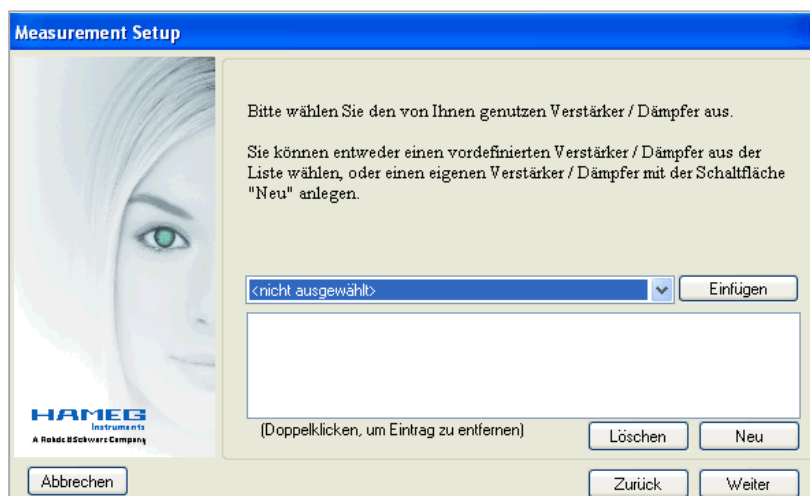 Measurement Setup
Bitte wählen Sie den von Ihnen genutzen Verstärker / Dämpfer aus.
Sie können entweder einen vordefinierten Verstärker / Dämpfer aus der
Liste wählen, oder einen eigenen Verstärker / Dämpfer mit der Schaltfläche
"Neu" anlegen.
<nicht ausgewählt>
Einfügen
(Doppelklicken, um Eintrag zu entfernen)
Löschen
Neu
HAMEG
Instruments
A Rohde & Schwarz Company
Abbrechen
Zurück
Weiter